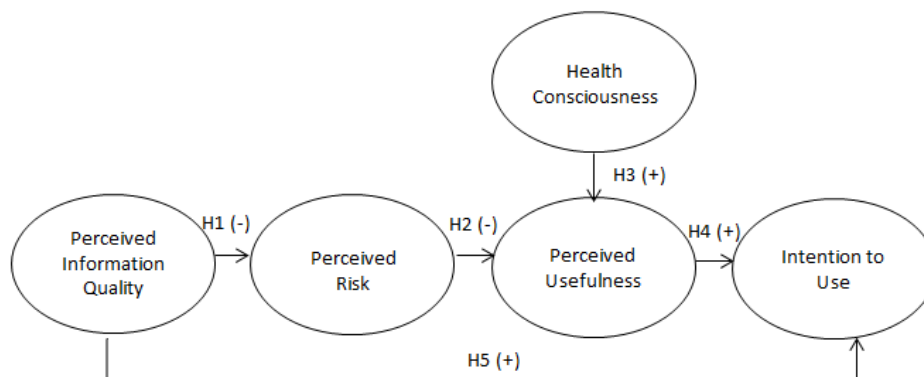 Health
Consciousness
H3 (+)
H1 (-)
H2 (-)
H4 (+)
Perceived
Information
Quality
Perceived
Risk
Perceived
Usefulness
Intention to
Use
H5 (+)